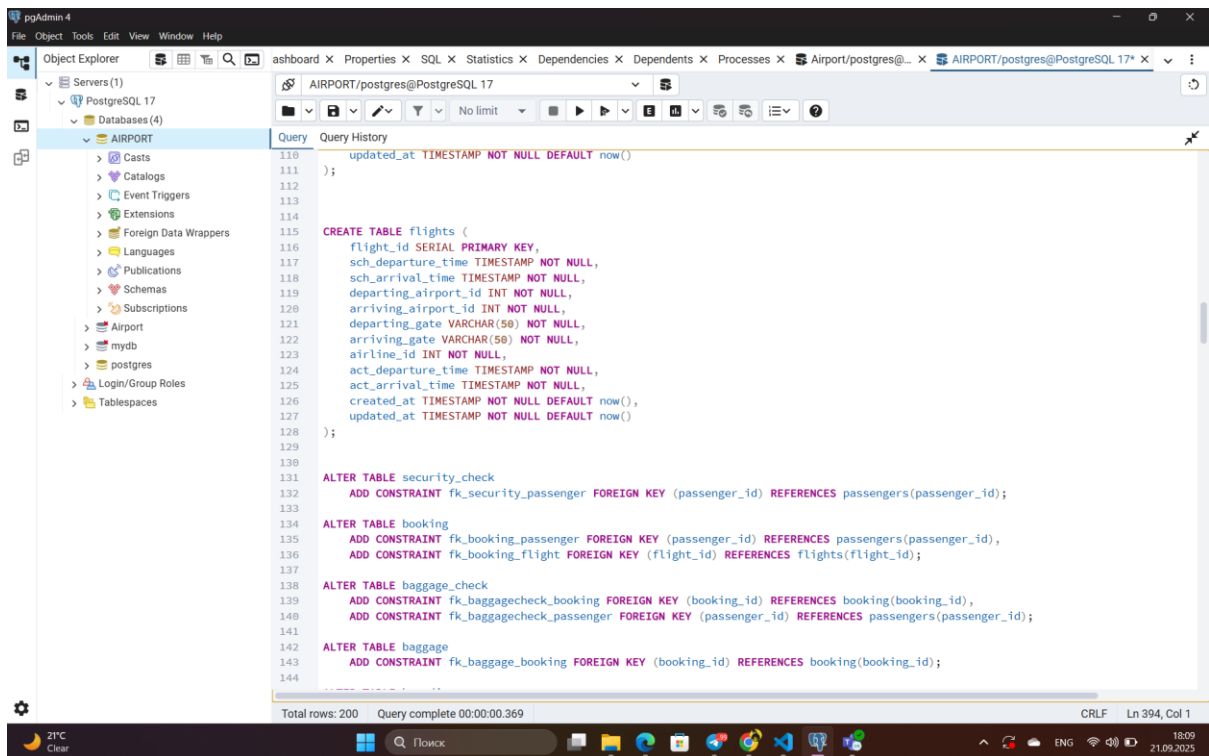 pgAdmin 4
File Object Tools Edit View Window Help
Object Explorer
ashboard X Properties X SQL X Statistics X Dependencies X Dependents X Processes X Airport/postgres@... X AIRPORT/postgres@PostgreSQL 17* X
Servers (1)
PostgreSQL 17
Databases (4)
AIRPORT
Casts
Catalogs
Event Triggers
Extensions
Foreign Data Wrappers
Languages
Publications
Schemas
Subscriptions
Airport
mydb
postgres
Login/Group Roles
Tablespaces
AIRPORT/postgres@PostgreSQL 17
No limit
Query Query History
110 updated_at TIMESTAMP NOT NULL DEFAULT now()
111 );
112
113
114
115 CREATE TABLE flights (
116 flight_id SERIAL PRIMARY KEY,
117 sch_departure_time TIMESTAMP NOT NULL,
118 sch_arrival_time TIMESTAMP NOT NULL,
119 departing_airport_id INT NOT NULL,
120 arriving_airport_id INT NOT NULL,
121 departing_gate VARCHAR(50) NOT NULL,
122 arriving_gate VARCHAR(50) NOT NULL,
123 airline_id INT NOT NULL,
124 act_departure_time TIMESTAMP NOT NULL,
125 act_arrival_time TIMESTAMP NOT NULL,
126 created_at TIMESTAMP NOT NULL DEFAULT now(),
127 updated_at TIMESTAMP NOT NULL DEFAULT now()
128 );
129
130
131 ALTER TABLE security_check
132 ADD CONSTRAINT fk_security_passenger FOREIGN KEY (passenger_id) REFERENCES passengers(passenger_id);
133
134 ALTER TABLE booking
135 ADD CONSTRAINT fk_booking_passenger FOREIGN KEY (passenger_id) REFERENCES passengers(passenger_id),
136 ADD CONSTRAINT fk_booking_flight FOREIGN KEY (flight_id) REFERENCES flights(flight_id);
137
138 ALTER TABLE baggage_check
139 ADD CONSTRAINT fk_baggagecheck_booking FOREIGN KEY (booking_id) REFERENCES booking(booking_id),
140 ADD CONSTRAINT fk_baggagecheck_passenger FOREIGN KEY (passenger_id) REFERENCES passengers(passenger_id);
141
142 ALTER TABLE baggage
143 ADD CONSTRAINT fk_baggage_booking FOREIGN KEY (booking_id) REFERENCES booking(booking_id);
144
Total rows: 200 Query complete 00:00:00.369 CRLF Ln 394, Col 1
21°C
Clear
Поиск
ENG
18:09
21.09.2025